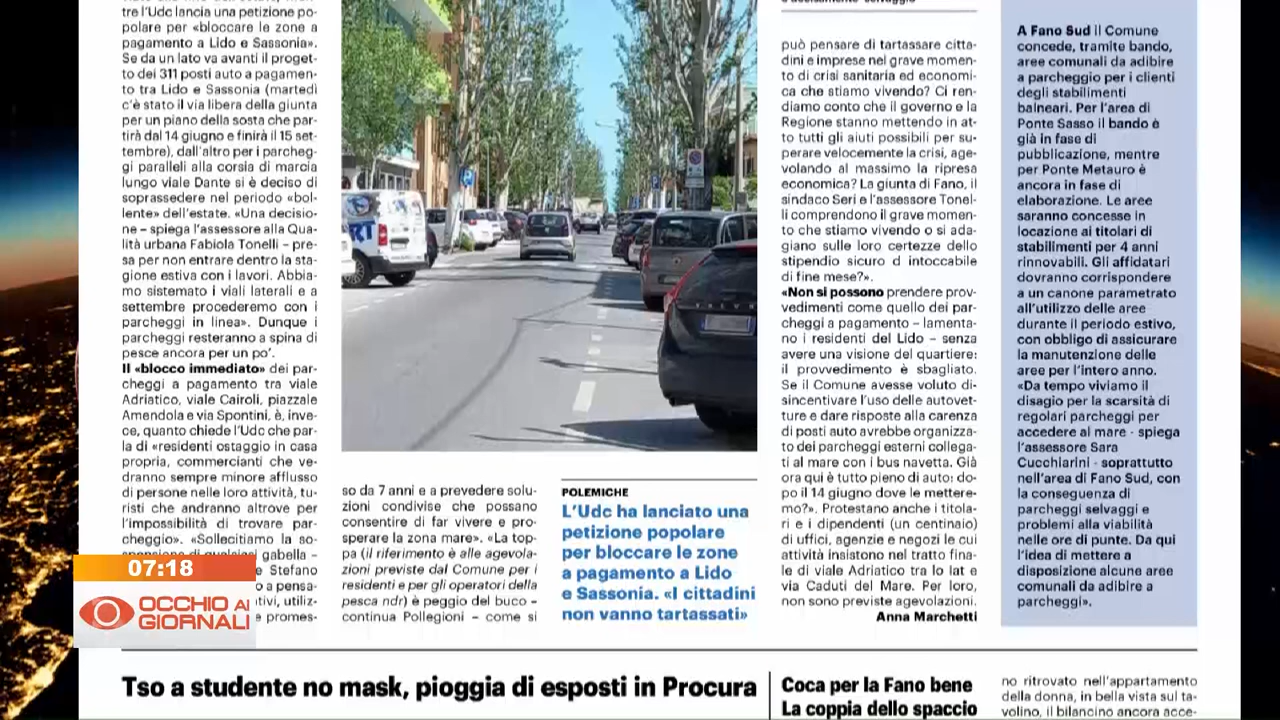 tre l'Udc lancia una petizione po-
polare per «bloccare le zone a
pagamento a Lido e Sassonia».
Se da un lato va avanti il proget-
to dei 311 posti auto a pagamen-
to tra Lido e Sassonia (martedì
c'è stato il via libera della giunta
per un piano della sosta che par-
tirà dal 14 giugno e finirà il 15 set-
tembre), dall'altro per i parcheg-
gi paralleli alla corsia di marcia
lungo viale Dante si è deciso di
soprassedere nel periodo «bol-
lente» dell'estate. «Una decisio-
ne – spiega l'assessore alla Qua-
lità urbana Fabiola Tonelli – pre-
sa per non entrare dentro la sta-
gione estiva con i lavori. Abbia-
mo sistemato i viali laterali e a
settembre procederemo con i
parcheggi in linea». Dunque i
parcheggi resteranno a spina di
pesce ancora per un po'.
Il «blocco immediato» dei par-
cheggi a pagamento tra viale
Adriatico, viale Cairoli, piazzale
Amendola e via Spontini, è, inve-
ce, quanto chiede l'Udc che par-
la di «residenti ostaggio in casa
propria, commercianti che ve-
dranno sempre minore afflusso
di persone nelle loro attività, tu-
risti che andranno altrove per
l'impossibilità di trovare par-
cheggio». «Sollecitiamo la so-
gabella –
e Stefano
o a pensa-
tivi, utiliz-
e promes-
07:18
OCCHIO AI
GIORNALI
so da 7 anni e a prevedere solu-
zioni condivise che possano
consentire di far vivere e pro-
sperare la zona mare». «La top-
pa (il riferimento è alle agevola-
zioni previste dal Comune per i
residenti e per gli operatori della
pesca ndr) è peggio del buco –
continua Pollegioni – come si
POLEMICHE
L'Udc ha lanciato una
petizione popolare
per bloccare le zone
a pagamento a Lido
e Sassonia. «I cittadini
non vanno tartassati»
può pensare di tartassare citta-
dini e imprese nel grave momen-
to di crisi sanitaria ed economi-
ca che stiamo vivendo? Ci ren-
diamo conto che il governo e la
Regione stanno mettendo in at-
to tutti gli aiuti possibili per su-
perare velocemente la crisi, age-
volando al massimo la ripresa
economica? La giunta di Fano, il
sindaco Seri e l'assessore Tonel-
li comprendono il grave momen-
to che stiamo vivendo o si ada-
giano sulle loro certezze dello
stipendio sicuro d intoccabile
di fine mese?».
«Non si possono prendere prov-
vedimenti come quello dei par-
cheggi a pagamento – lamenta-
no i residenti del Lido – senza
avere una visione del quartiere:
il provvedimento è sbagliato.
Se il Comune avesse voluto di-
sincentivare l'uso delle autovet-
ture e dare risposte alla carenza
di posti auto avrebbe organizza-
to dei parcheggi esterni collega-
ti al mare con i bus navetta. Già
ora qui è tutto pieno di auto: do-
po il 14 giugno dove le mettere-
mo?». Protestano anche i titola-
ri e i dipendenti (un centinaio)
di uffici, agenzie e negozi le cui
attività insistono nel tratto fina-
le di viale Adriatico tra lo Iat e
via Caduti del Mare. Per loro,
non sono previste agevolazioni.
Anna Marchetti
A Fano Sud il Comune
concede, tramite bando,
aree comunali da adibire
a parcheggio per i clienti
degli stabilimenti
balneari. Per l'area di
Ponte Sasso il bando è
già in fase di
pubblicazione, mentre
per Ponte Metauro è
ancora in fase di
elaborazione. Le aree
saranno concesse in
locazione ai titolari di
stabilimenti per 4 anni
rinnovabili. Gli affidatari
dovranno corrispondere
a un canone parametrato
all'utilizzo delle aree
durante il periodo estivo,
con obbligo di assicurare
la manutenzione delle
aree per l'intero anno.
«Da tempo viviamo il
disagio per la scarsità di
regolari parcheggi per
accedere al mare - spiega
l'assessore Sara
Cucchiarini - soprattutto
nell'area di Fano Sud, con
la conseguenza di
parcheggi selvaggi e
problemi alla viabilità
nelle ore di punte. Da qui
l'idea di mettere a
disposizione alcune aree
comunali da adibire a
parcheggi».
Tso a studente no mask, pioggia di esposti in Procura
Coca per la Fano bene
La coppia dello spaccio
no ritrovato nell'appartamento
della donna, in bella vista sul ta-
volino, il bilancino ancora acce-